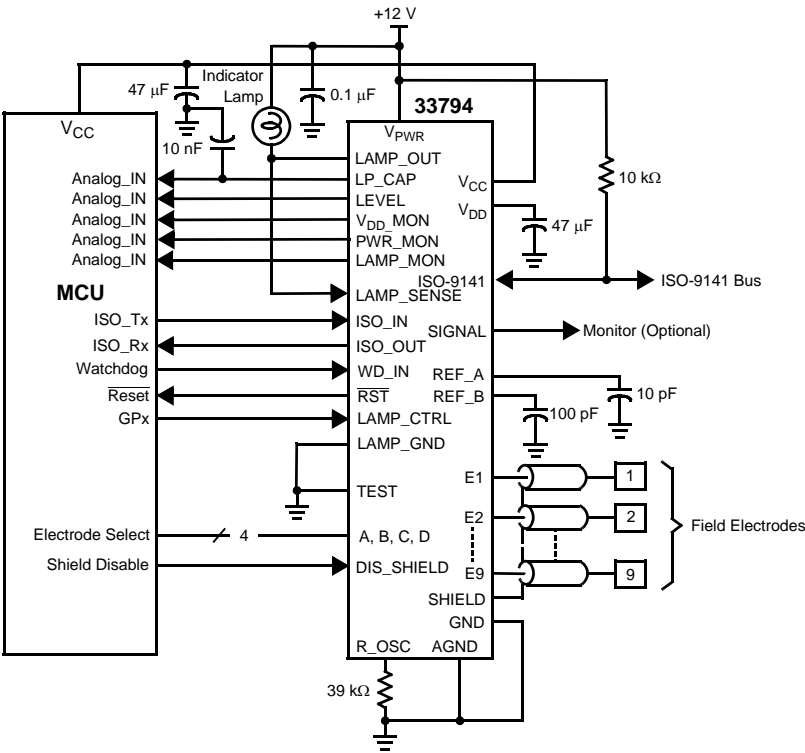 +12 V
47 µF
Indicator
Lamp
0.1 µF
33794
VCC
10 nF
VPWR
LAMP_OUT
Analog_IN
LP_CAP
VCC
10 kΩ
Analog_IN
LEVEL
Analog_IN
VDD_MON
VDD
47 µF
Analog_IN
PWR_MON
Analog_IN
LAMP_MON
MCU
ISO-9141
ISO-9141 Bus
LAMP_SENSE
ISO_Tx
ISO_IN
SIGNAL
Monitor (Optional)
ISO_Rx
ISO_OUT
Watchdog
WD_IN
REF_A
Reset
RST
REF_B
10 pF
GPx
LAMP_CTRL
100 pF
LAMP_GND
E1
1
TEST
E2
2
Field Electrodes
Electrode Select
4
A, B, C, D
Shield Disable
DIS_SHIELD
E9
9
SHIELD
GND
R_OSC
AGND
39 kΩ